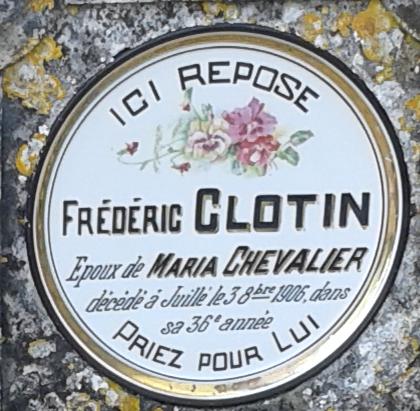 ICI REPOSE
FRÉDÉRIC CLOTIN
Epoux de MARIA CHEVALIER
décédé à Juillé le 3 8bre 1906, dans
sa 36e année
PRIEZ POUR LUI